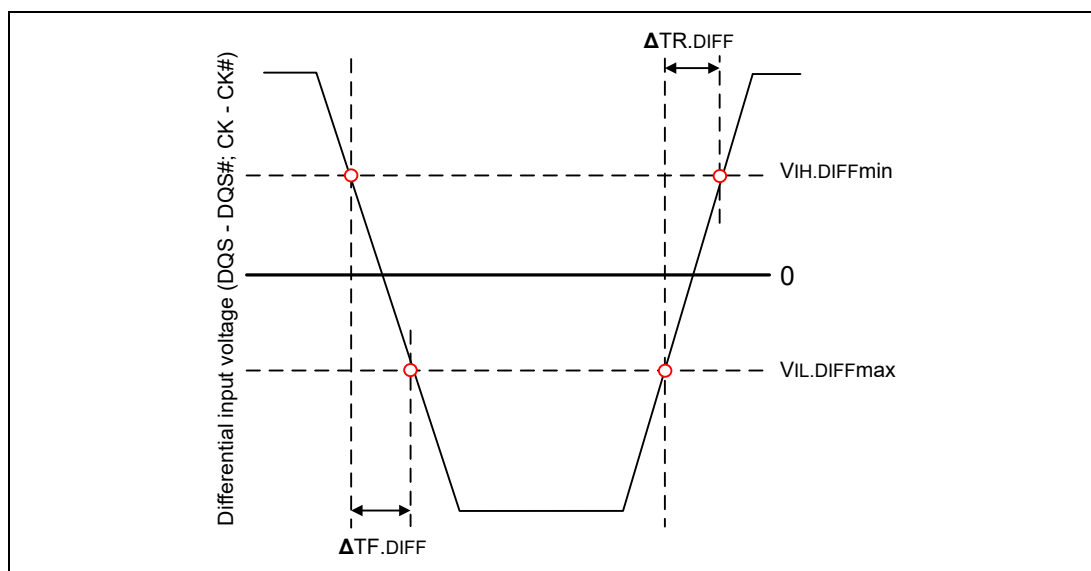 Differential input voltage (DQS - DQS#; CK - CK#)
ΔTR.DIFF
VIH.DIFFmin
0
VIL.DIFFmax
ΔTF.DIFF